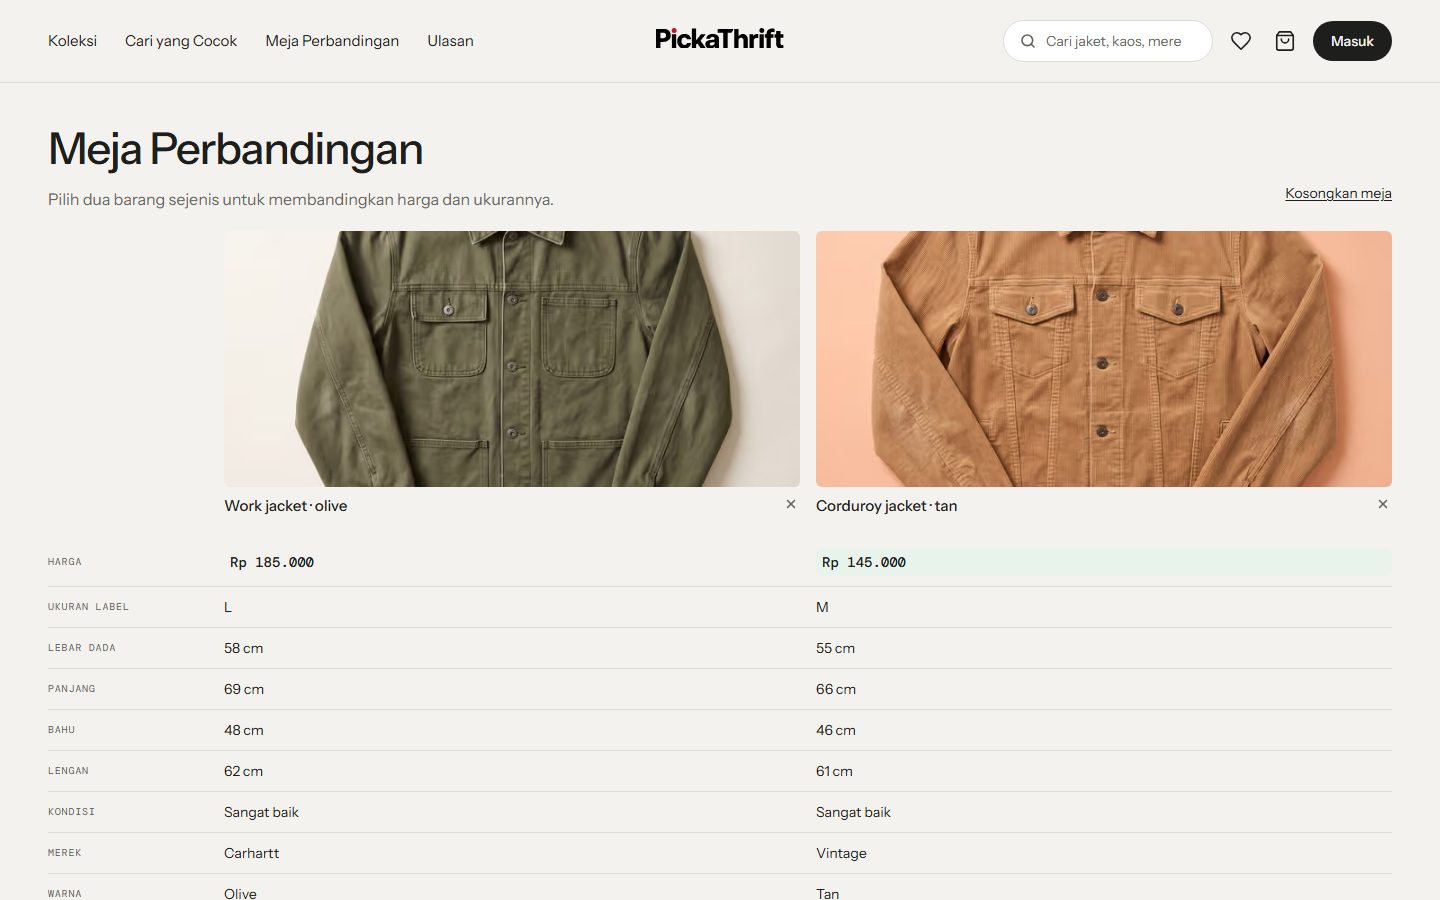 Koleksi Cari yang Cocok Meja Perbandingan Ulasan PickaThrift Cari jaket, kaos, mere Masuk
Meja Perbandingan
Pilih dua barang sejenis untuk membandingkan harga dan ukurannya. Kosongkan meja
Work jacket · olive × Corduroy jacket · tan ×
HARGA Rp 185.000 Rp 145.000
UKURAN LABEL L M
LEBAR DADA 58 cm 55 cm
PANJANG 69 cm 66 cm
BAHU 48 cm 46 cm
LENGAN 62 cm 61 cm
KONDISI Sangat baik Sangat baik
MEREK Carhartt Vintage
WARNA Olive Tan